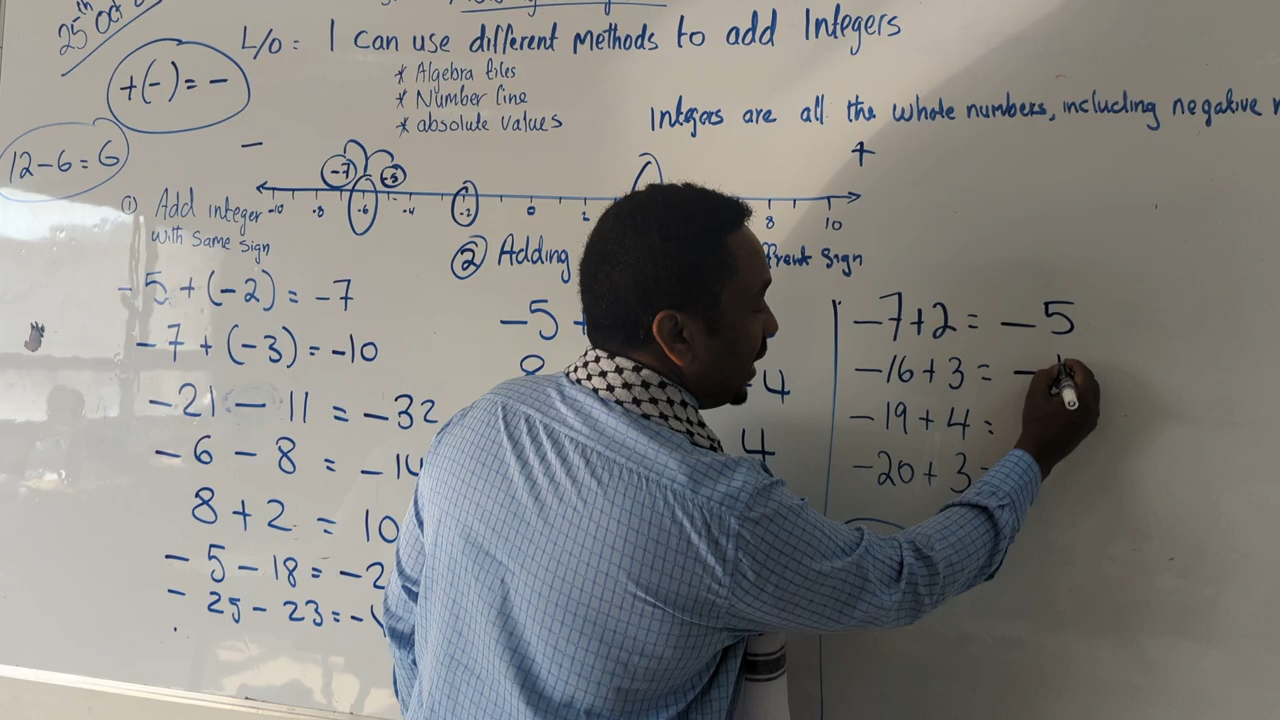 25th Oct
L/O: I can use different methods to add Integers
* Algebra tiles
* Number line
* absolute values
+(-) = -
12-6=6
Integers are all the whole numbers, including negative
− +
-7 -5
-10 -8 -6 -4 -2 0 2 8 10
① Add integer
with same sign
② Adding sign
-5 + (-2) = -7
-7 + (-3) = -10
-21 - 11 = -32
-6 - 8 = -14
8 + 2 = 10
-5 - 18 = -2
- 25 - 23 = -
-5
8 4
4
-7+2 = -5
-16+3 = -1
-19+4 =
-20+3